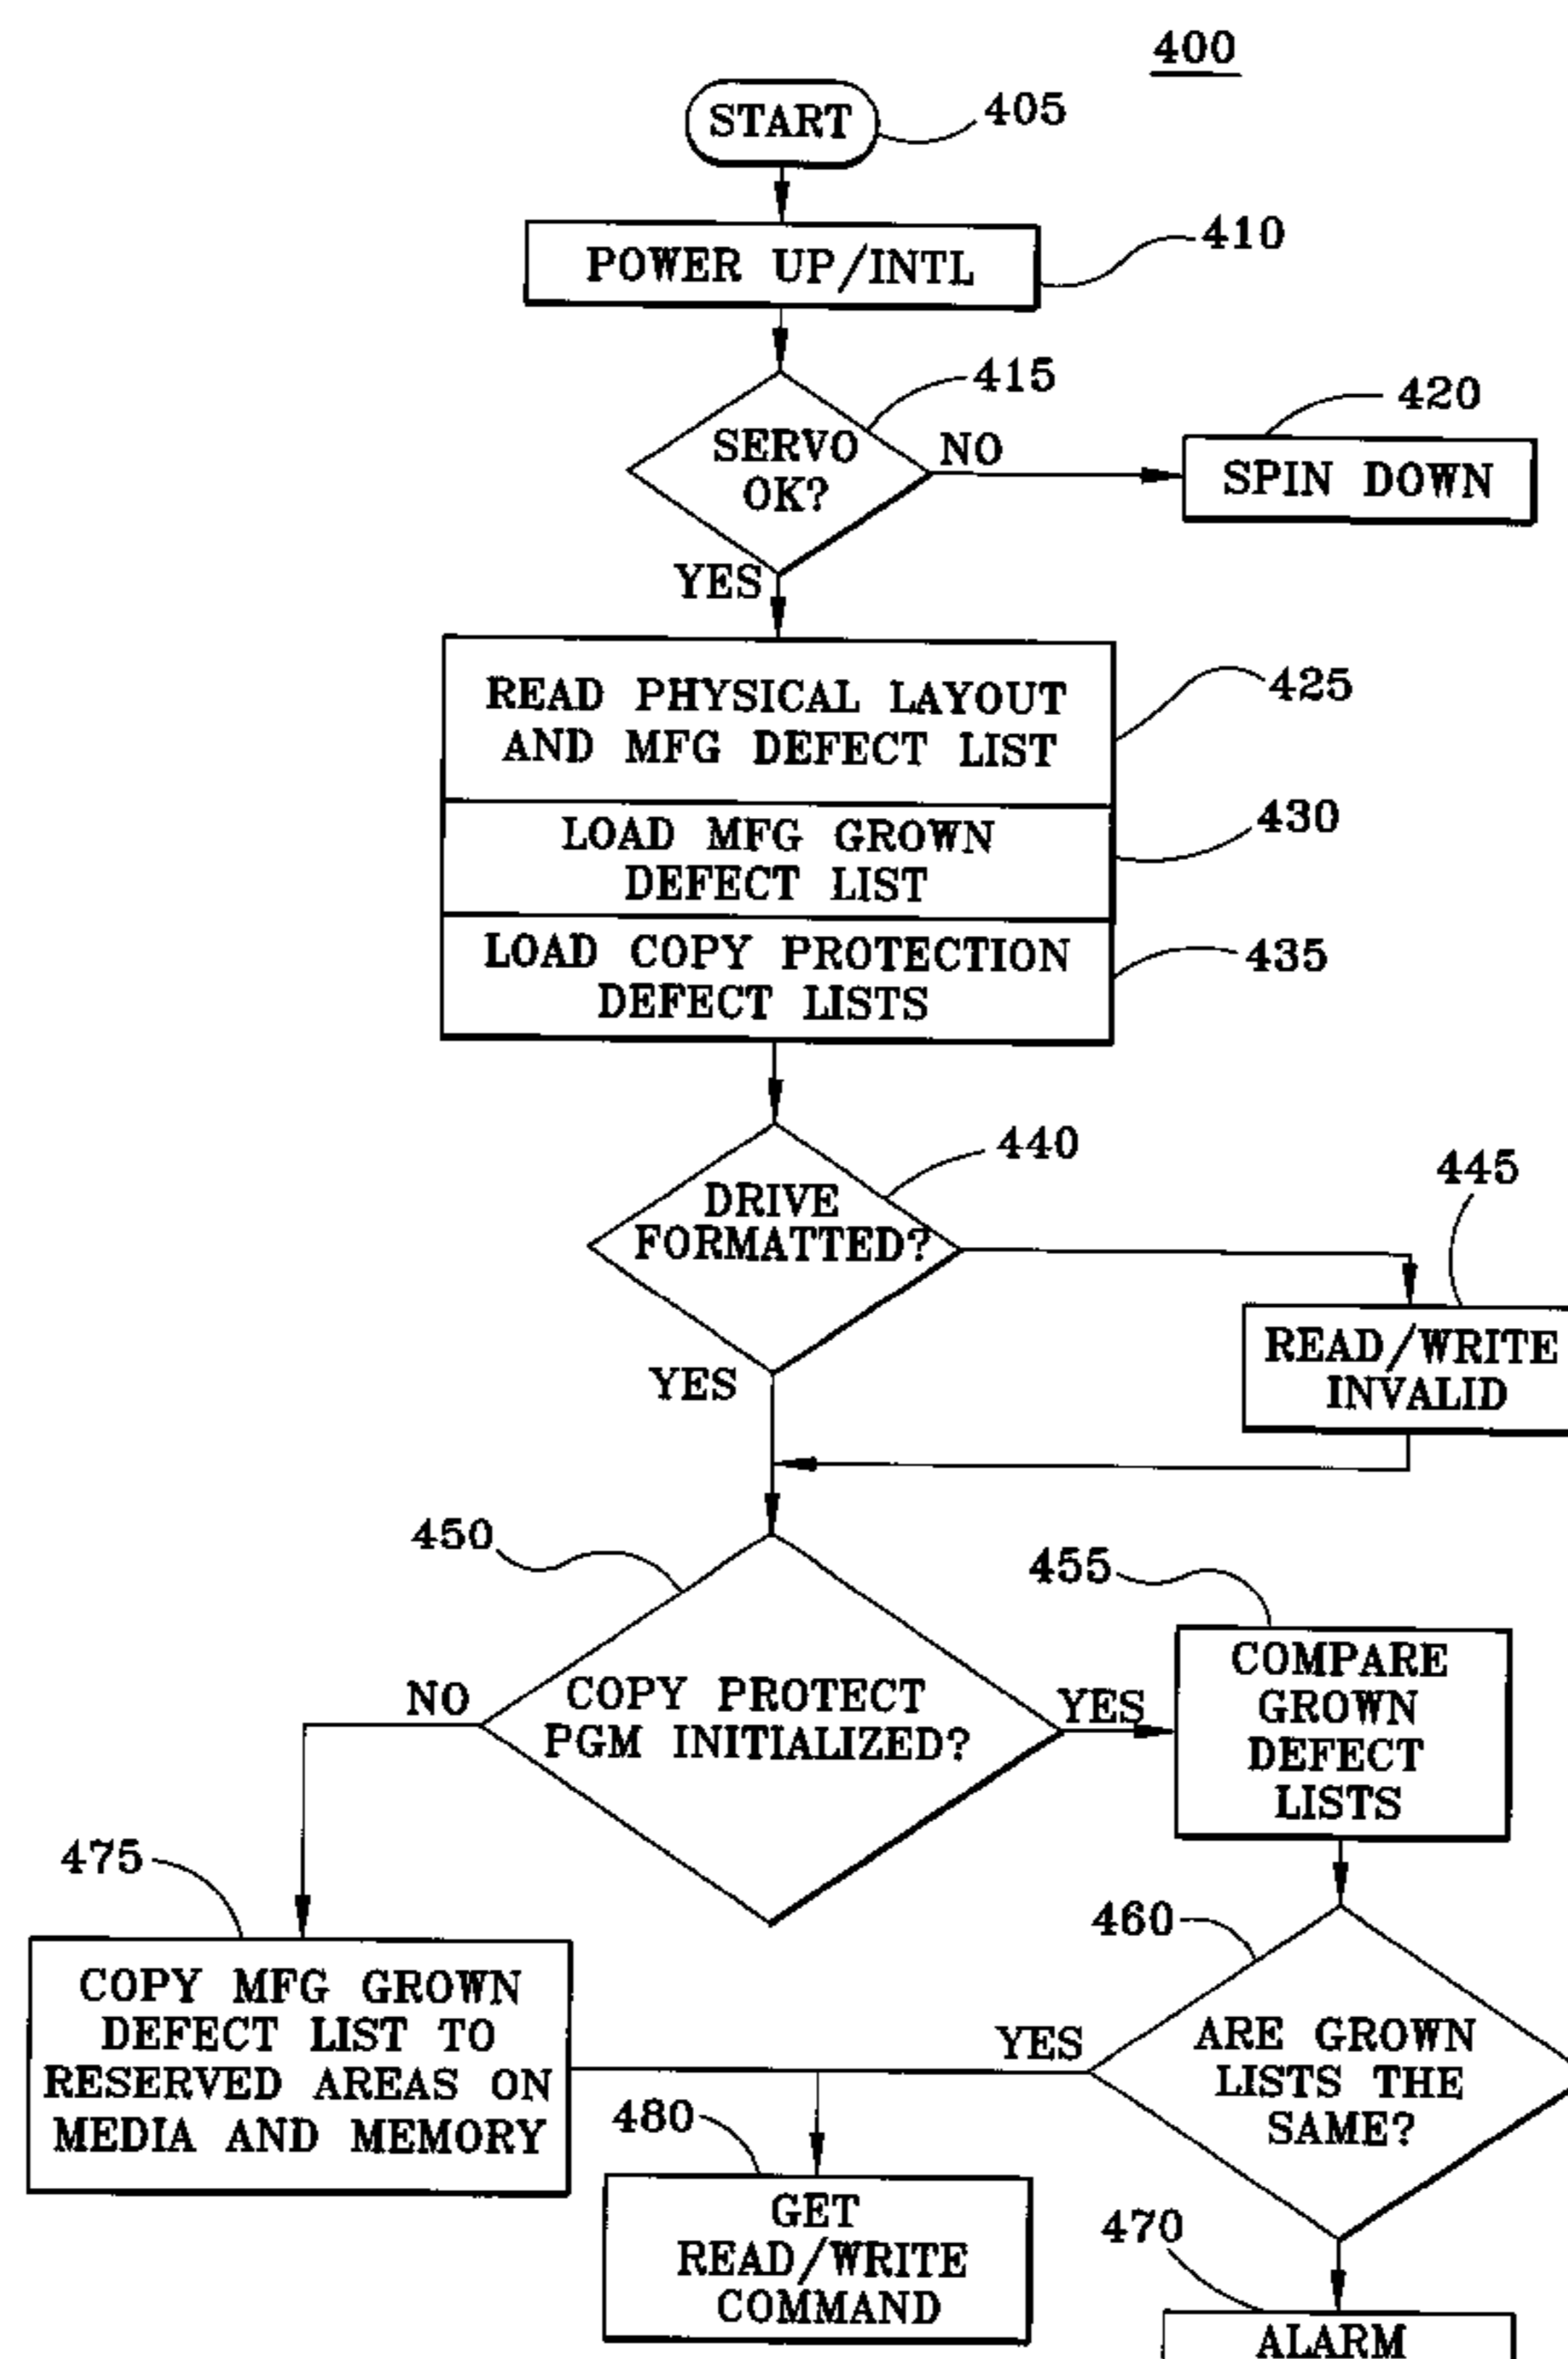 400
START
405
POWER UP/INTL
410
415
SERVO
OK?
NO
420
SPIN DOWN
YES
READ PHYSICAL LAYOUT
AND MFG DEFECT LIST
425
LOAD MFG GROWN
DEFECT LIST
430
LOAD COPY PROTECTION
DEFECT LISTS
435
440
DRIVE
FORMATTED?
445
READ/WRITE
INVALID
YES
450
455
COPY PROTECT
PGM INITIALIZED?
NO
YES
COMPARE
GROWN
DEFECT
LISTS
475
460
COPY MFG GROWN
DEFECT LIST TO
RESERVED AREAS ON
MEDIA AND MEMORY
YES
ARE GROWN
LISTS THE
SAME?
480
GET
READ/WRITE
COMMAND
470
ALARM